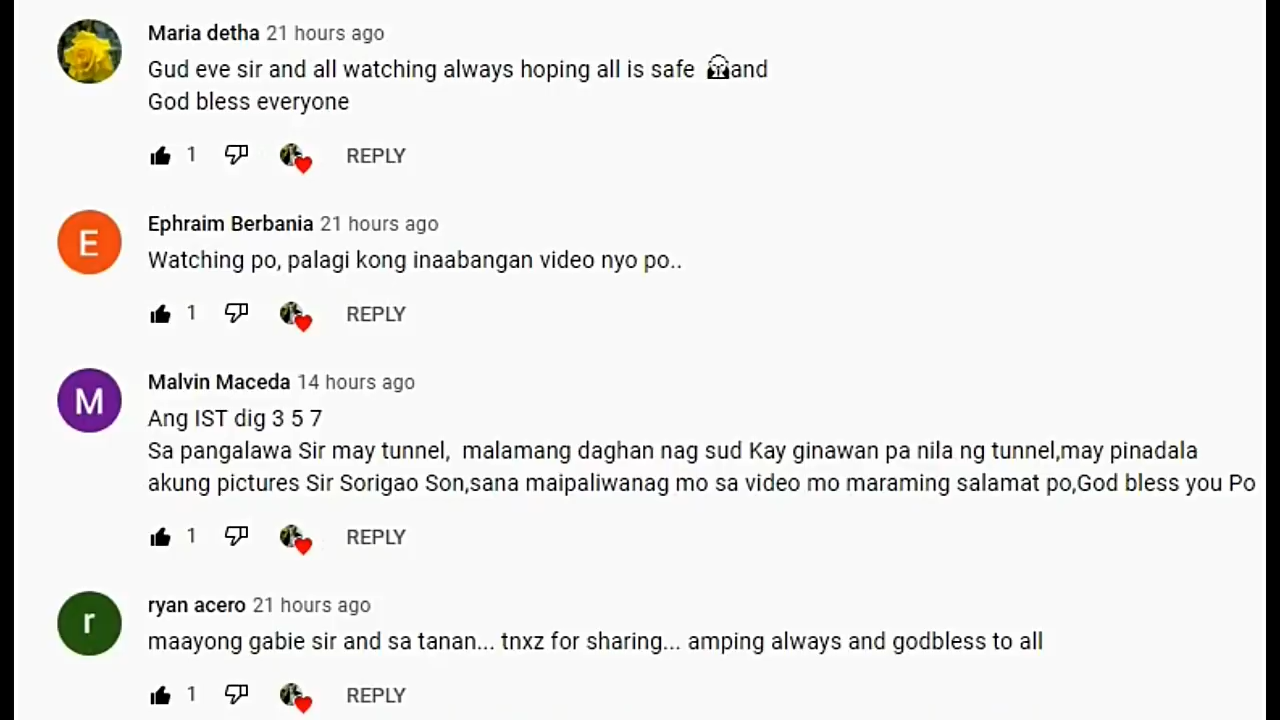 Maria detha 21 hours ago
Gud eve sir and all watching always hoping all is safe and
God bless everyone
1 REPLY
E
Ephraim Berbania 21 hours ago
Watching po, palagi kong inaabangan video nyo po..
1 REPLY
M
Malvin Maceda 14 hours ago
Ang IST dig 3 5 7
Sa pangalawa Sir may tunnel, malamang daghan nag sud Kay ginawan pa nila ng tunnel,may pinadala
akung pictures Sir Sorigao Son,sana maipaliwanag mo sa video mo maraming salamat po,God bless you Po
1 REPLY
r
ryan acero 21 hours ago
maayong gabie sir and sa tanan... tnxz for sharing... amping always and godbless to all
1 REPLY